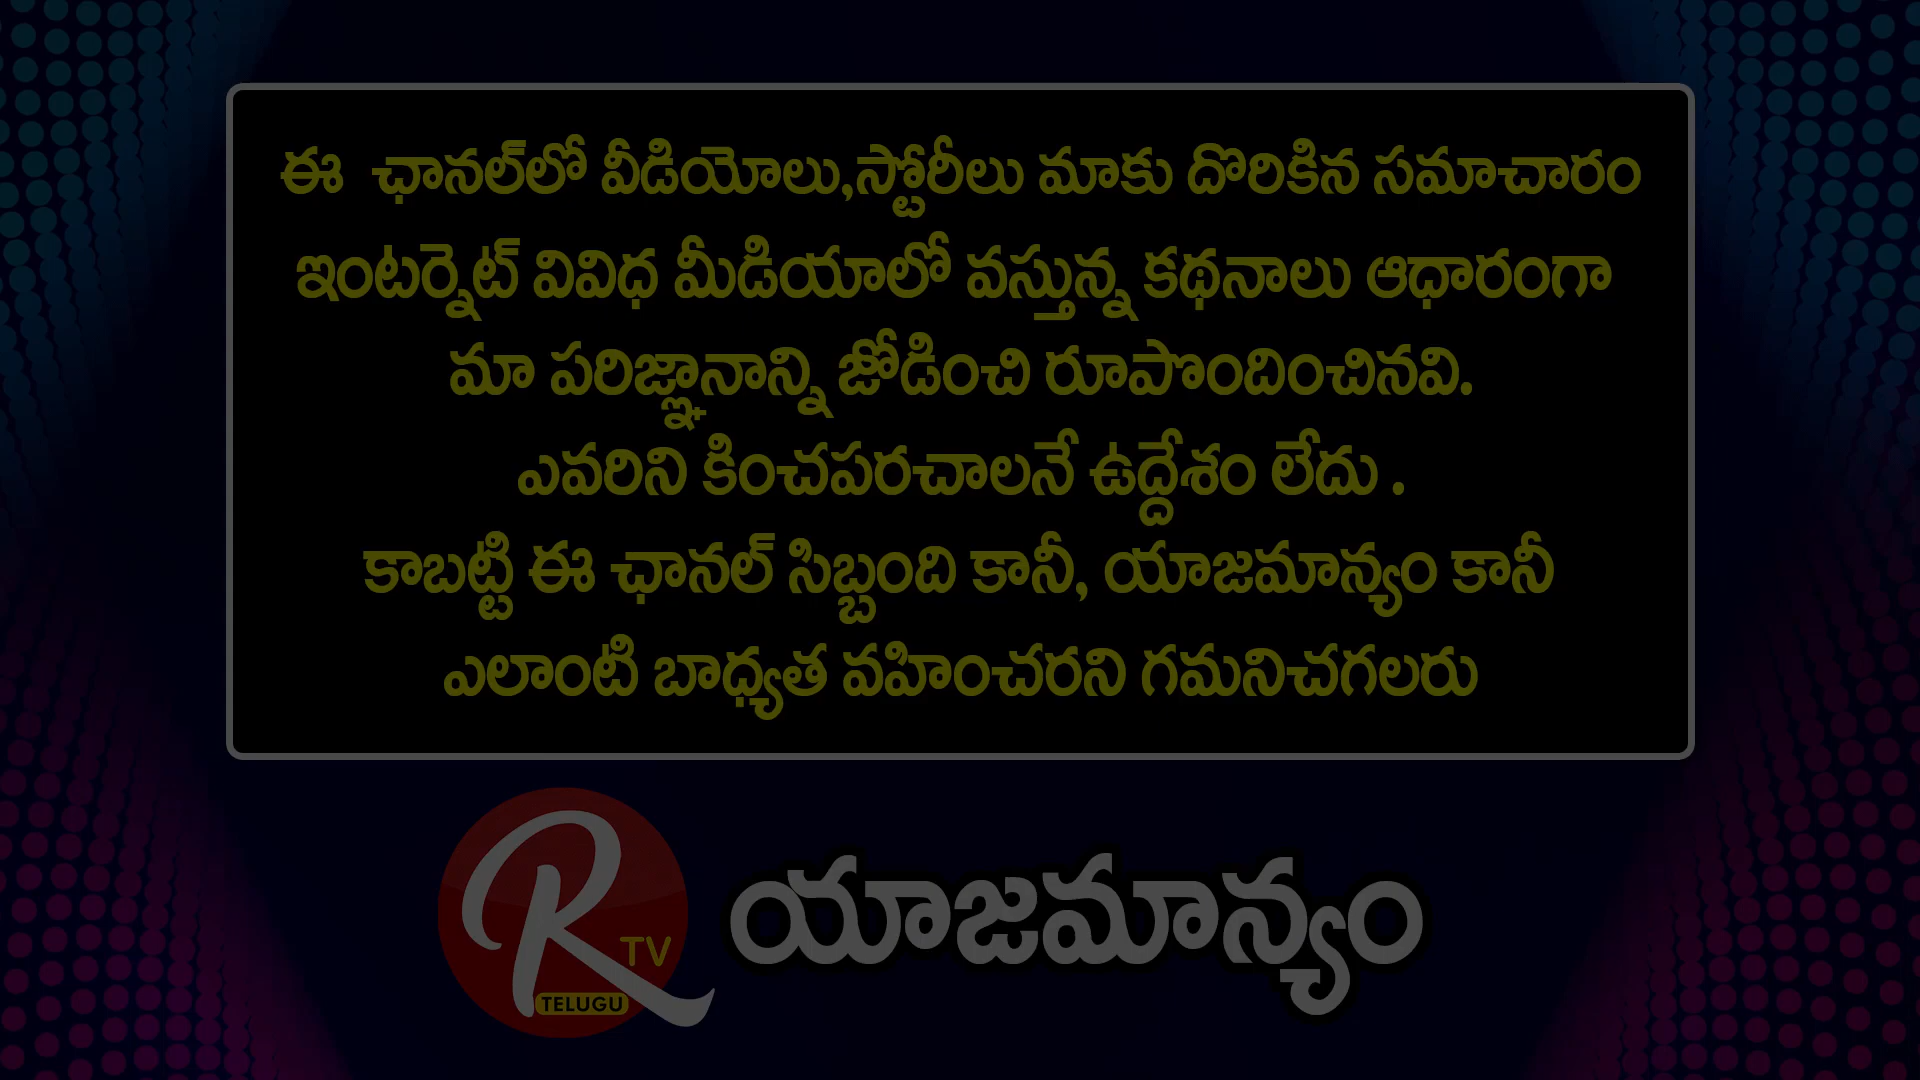 ఈ ఛానల్‌లో వీడియోలు,స్టోరీలు మాకు దొరికిన సమాచారం
ఇంటర్నెట్ వివిధ మీడియాలో వస్తున్న కథనాలు ఆధారంగా
మా పరిజ్ఞానాన్ని జోడించి రూపొందించినవి.
ఎవరిని కించపరచాలనే ఉద్దేశం లేదు .
కాబట్టి ఈ ఛానల్ సిబ్బంది కానీ, యాజమాన్యం కానీ
ఎలాంటి బాధ్యత వహించరని గమనిచగలరు
R TV
TELUGU
యాజమాన్యం